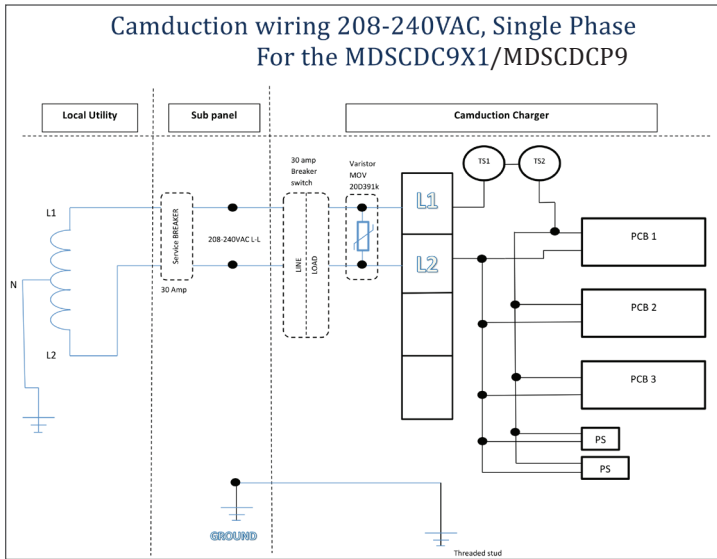 Camduction wiring 208-240VAC, Single Phase
For the MDSCDC9X1/MDSCDCP9
Local Utility
Sub panel
Camduction Charger
30 amp
Breaker
switch
Varistor
MOV
20D391k
TS1
TS2
L1
Service BREAKER
208-240VAC L-L
LINE
LOAD
L1
L2
PCB 1
N
30 Amp
PCB 2
L2
PCB 3
PS
PS
GROUND
Threaded stud